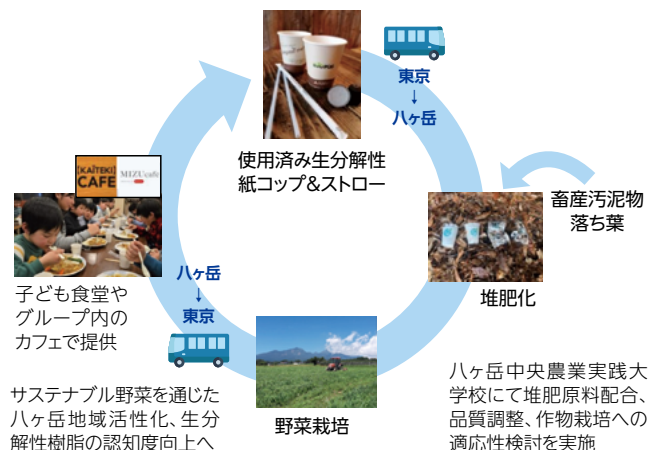 東京
↓
八ヶ岳
使用済み生分解性
紙コップ&ストロー
畜産汚泥物
落ち葉
堆肥化
[KAITEKI]
CAFE
MIZUcafe
子ども食堂や
グループ内の
カフェで提供
八ヶ岳
↓
東京
野菜栽培
サステナブル野菜を通じた
八ヶ岳地域活性化、生分
解性樹脂の認知度向上へ
八ヶ岳中央農業実践大
学校にて堆肥原料配合、
品質調整、作物栽培への
適応性検討を実施